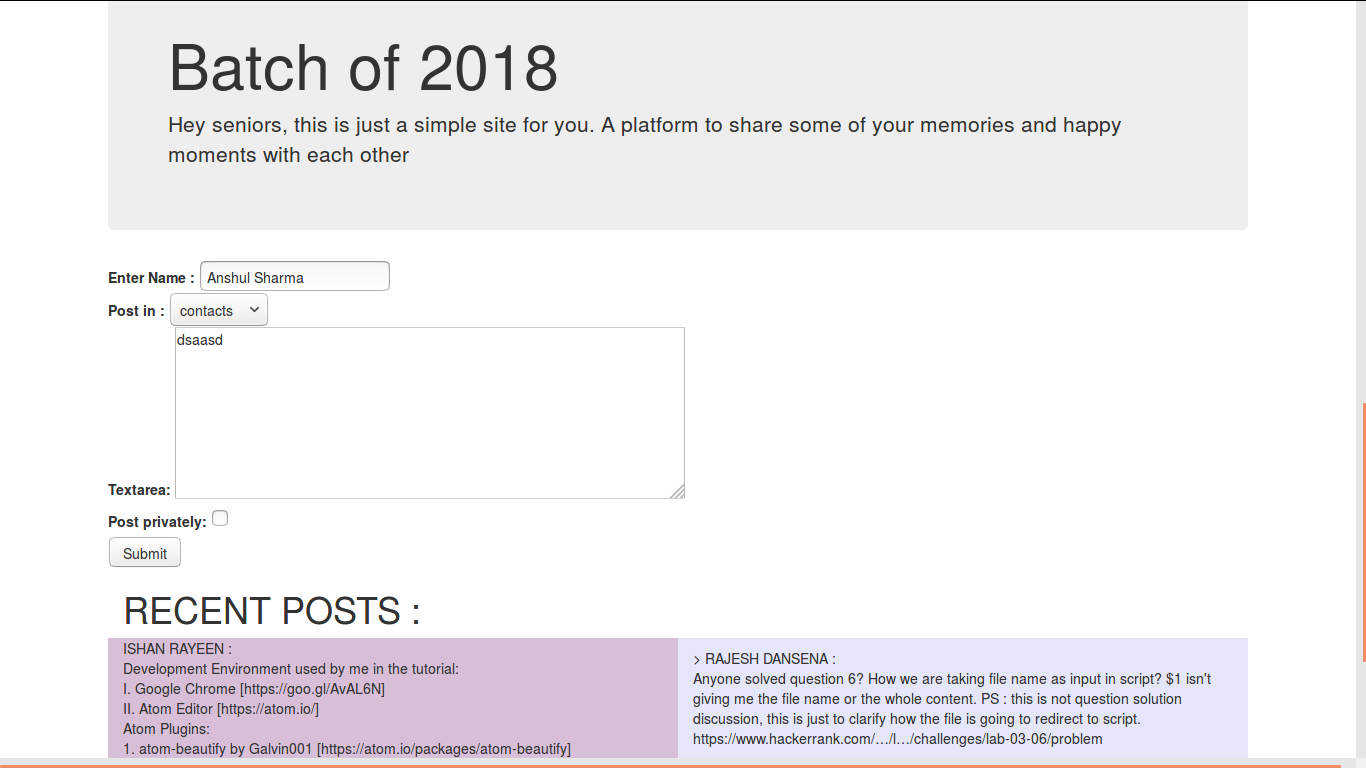 Batch of 2018
Hey seniors, this is just a simple site for you. A platform to share some of your memories and happy
moments with each other
Enter Name : Anshul Sharma
Post in : contacts
dsaasd
Textarea:
Post privately:
Submit
RECENT POSTS :
ISHAN RAYEEN :
Development Environment used by me in the tutorial:
I. Google Chrome [https://goo.gl/AvAL6N]
II. Atom Editor [https://atom.io/]
Atom Plugins:
1. atom-beautify by Galvin001 [https://atom.io/packages/atom-beautify]
> RAJESH DANSENA :
Anyone solved question 6? How we are taking file name as input in script? $1 isn't
giving me the file name or the whole content. PS : this is not question solution
discussion, this is just to clarify how the file is going to redirect to script.
https://www.hackerrank.com/…/l…/challenges/lab-03-06/problem